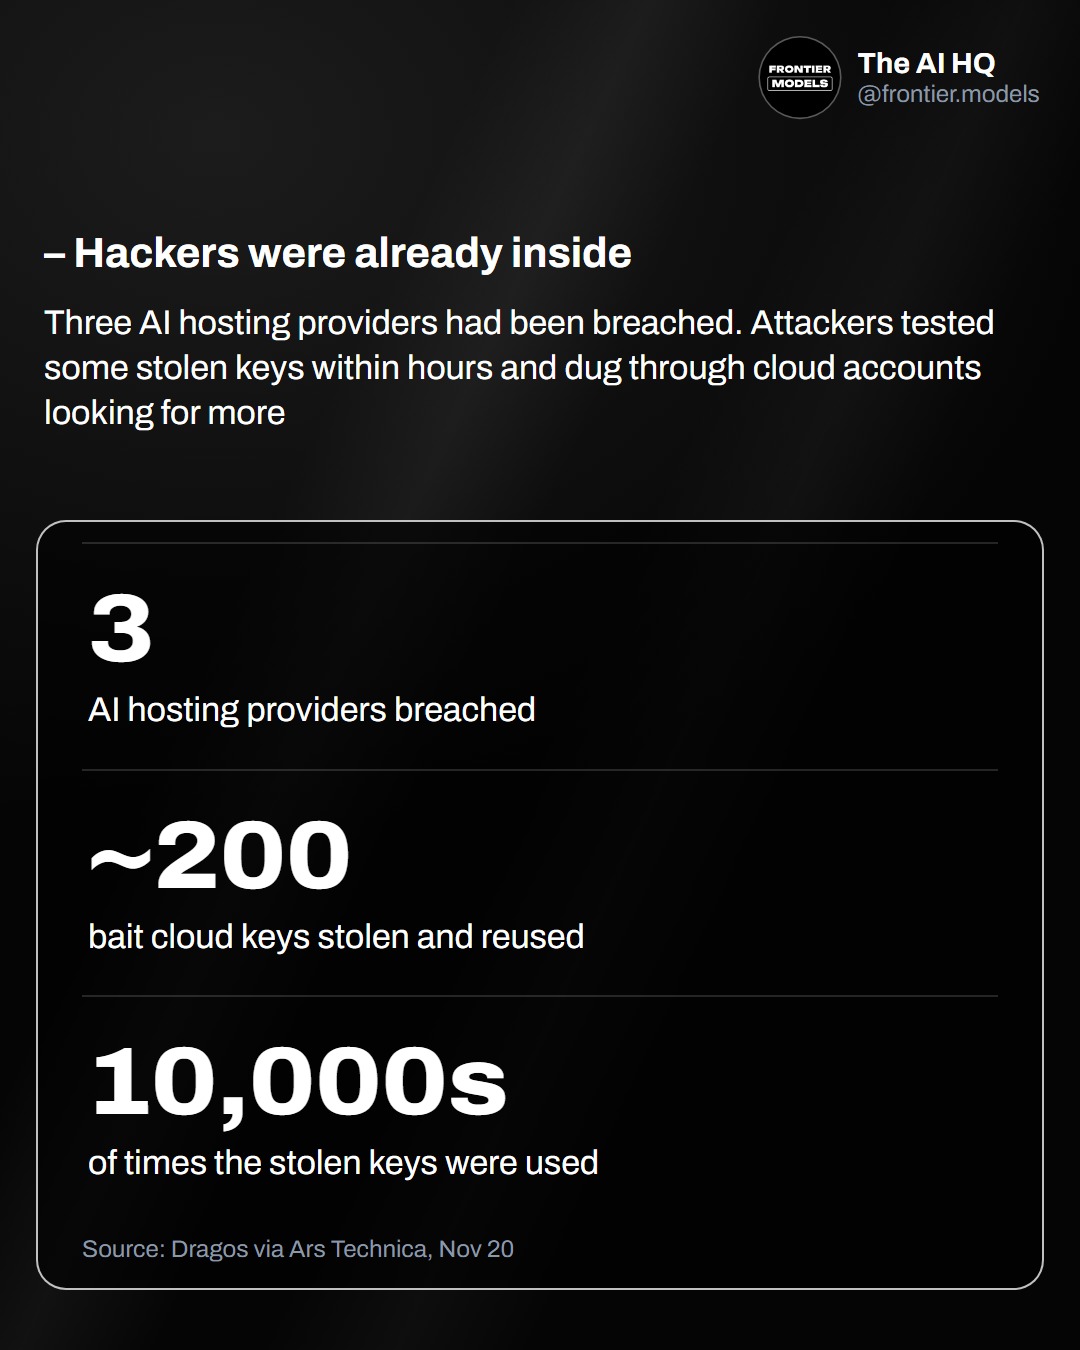 FRONTIER
MODELS
The AI HQ
@frontier.models
– Hackers were already inside
Three AI hosting providers had been breached. Attackers tested
some stolen keys within hours and dug through cloud accounts
looking for more
3
AI hosting providers breached
~200
bait cloud keys stolen and reused
10,000s
of times the stolen keys were used
Source: Dragos via Ars Technica, Nov 20